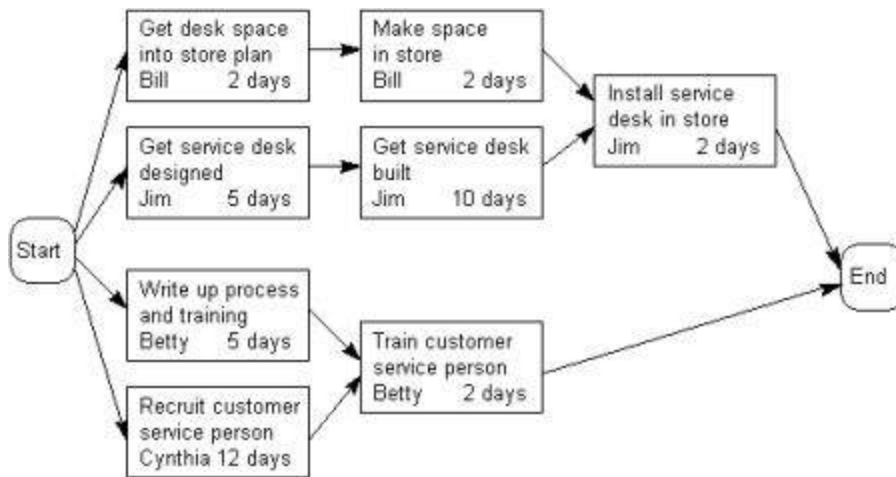 Get desk space
into store plan
Bill 2 days
Make space
in store
Bill 2 days
Install service
desk in store
Jim 2 days
Get service desk
designed
Jim 5 days
Get service desk
built
Jim 10 days
Start
End
Write up process
and training
Betty 5 days
Train customer
service person
Betty 2 days
Recruit customer
service person
Cynthia 12 days